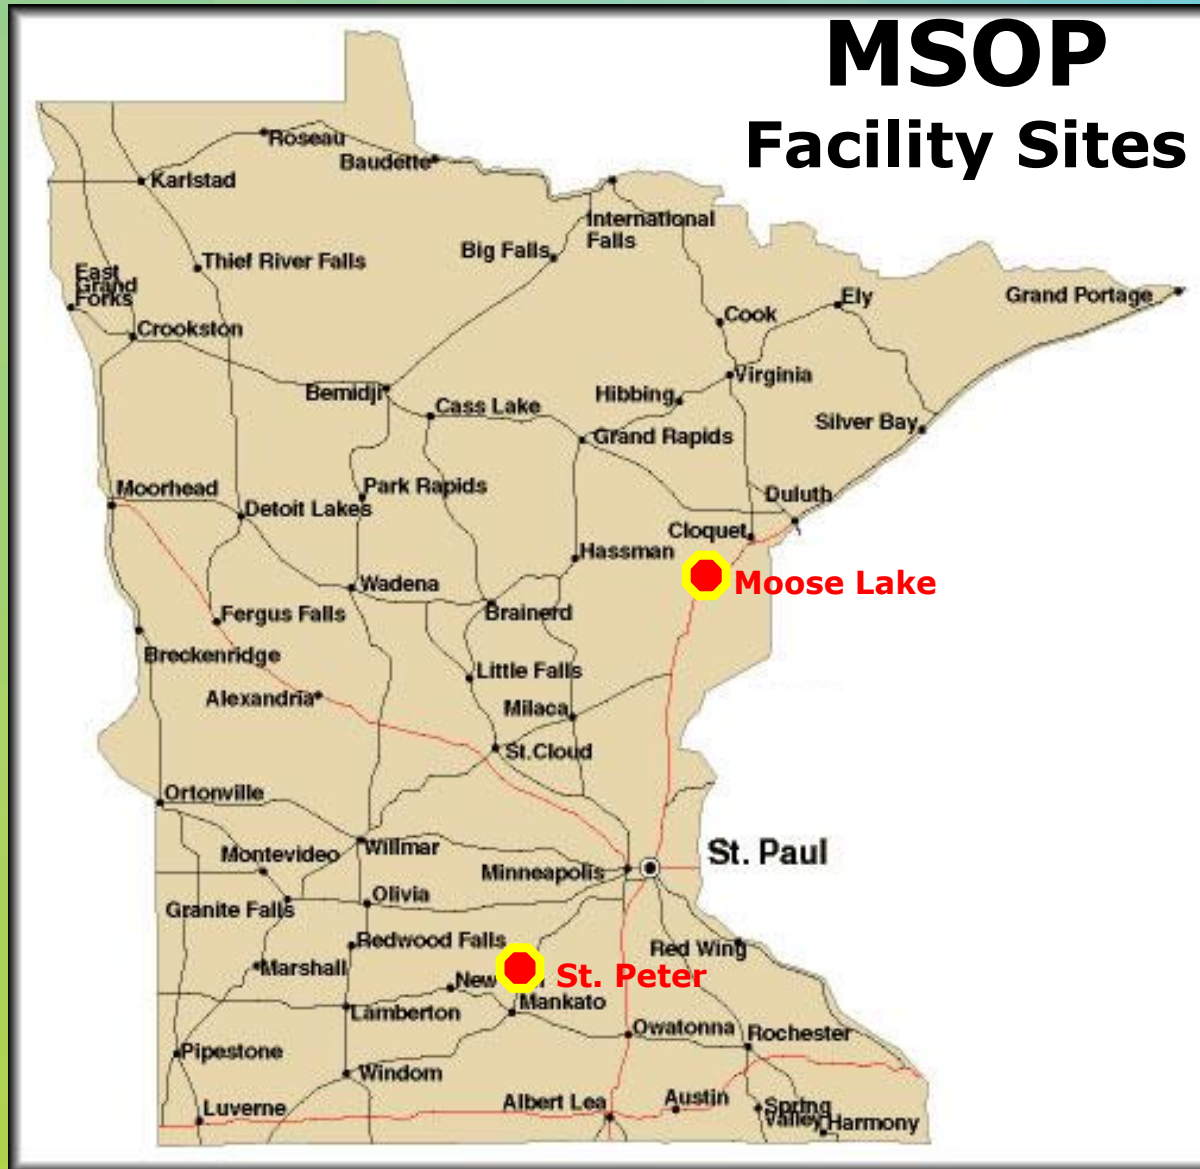 MSOP
Facility Sites
Roseau
Baudette
Karlstad
International
Falls
Big Falls
Thief River Falls
East
Grand
Forks
Grand Portage
Ely
Cook
Crookston
Virginia
Bemidji
Hibbing
Cass Lake
Silver Bay
Grand Rapids
Moorhead
Park Rapids
Duluth
Detoit Lakes
Cloquet
Hassman
Moose Lake
Wadena
Brainerd
Fergus Falls
Breckenridge
Little Falls
Alexandria
Milaca
St.Cloud
Ortonville
Willmar
St. Paul
Montevideo
Minneapolis
Olivia
Granite Falls
Redwood Falls
Red Wing
Marshall
St. Peter
New
Mankato
Lamberton
Owatonna
Rochester
Pipestone
Windom
Albert Lea
Austin
Luverne
Spring
Valley
Harmony